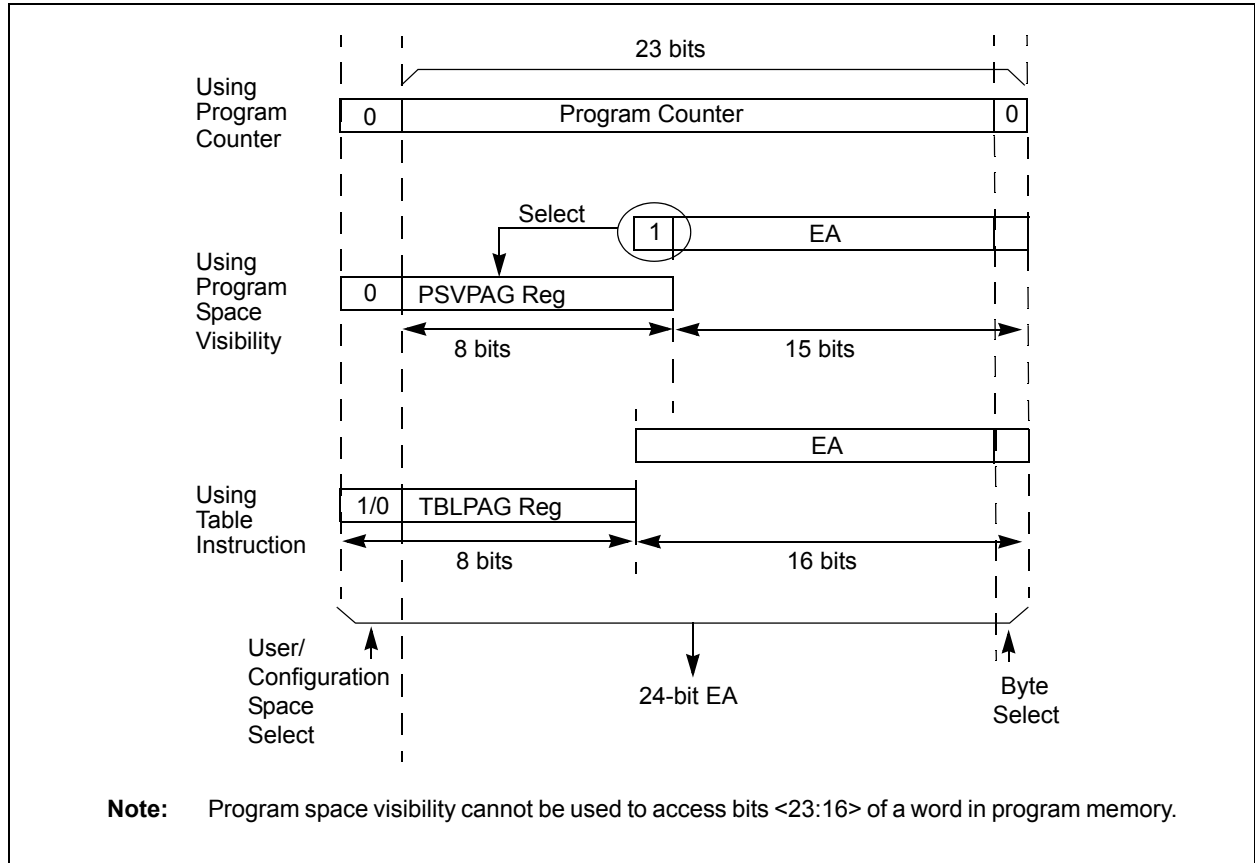 23 bits
Using
Program
Counter
0
Program Counter
0
Select
1
EA
Using
Program
Space
Visibility
0
PSVPAG Reg
8 bits
15 bits
EA
Using
Table
Instruction
1/0
TBLPAG Reg
8 bits
16 bits
User/
Configuration
Space
Select
24-bit EA
Byte
Select
Note: Program space visibility cannot be used to access bits <23:16> of a word in program memory.